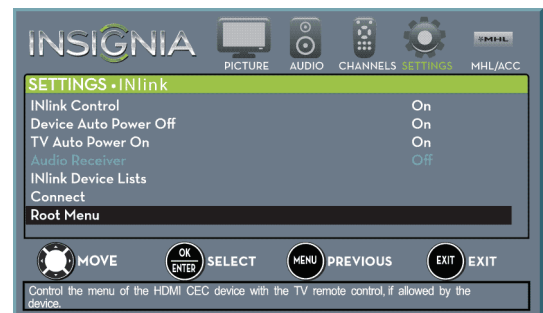 INSIGNIA
PICTURE AUDIO CHANNELS SETTINGS MHL/ACC
MHL
SETTINGS • INlink
INlink Control On
Device Auto Power Off On
TV Auto Power On On
Audio Receiver Off
INlink Device Lists
Connect
Root Menu
MOVE OK ENTER SELECT MENU PREVIOUS EXIT EXIT
Control the menu of the HDMI CEC device with the TV remote control, if allowed by the
device.